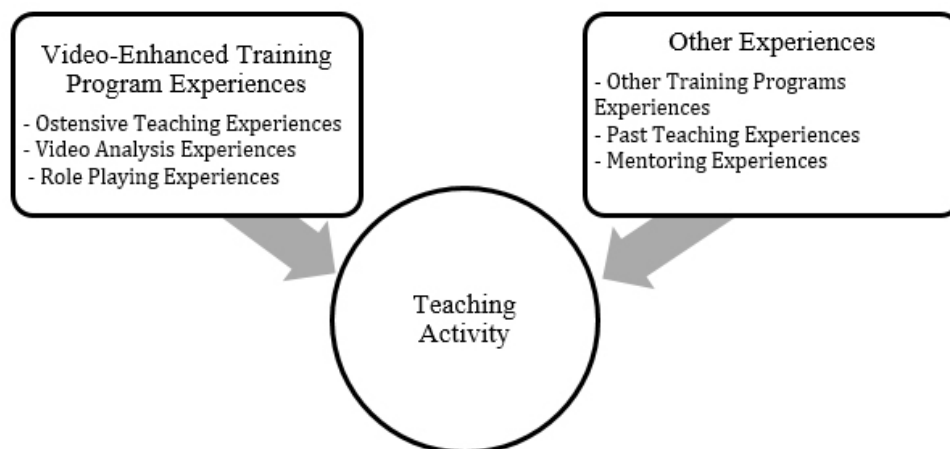 Video-Enhanced Training
Program Experiences
- Ostensive Teaching Experiences
- Video Analysis Experiences
- Role Playing Experiences
Other Experiences
- Other Training Programs
Experiences
- Past Teaching Experiences
- Mentoring Experiences
Teaching
Activity